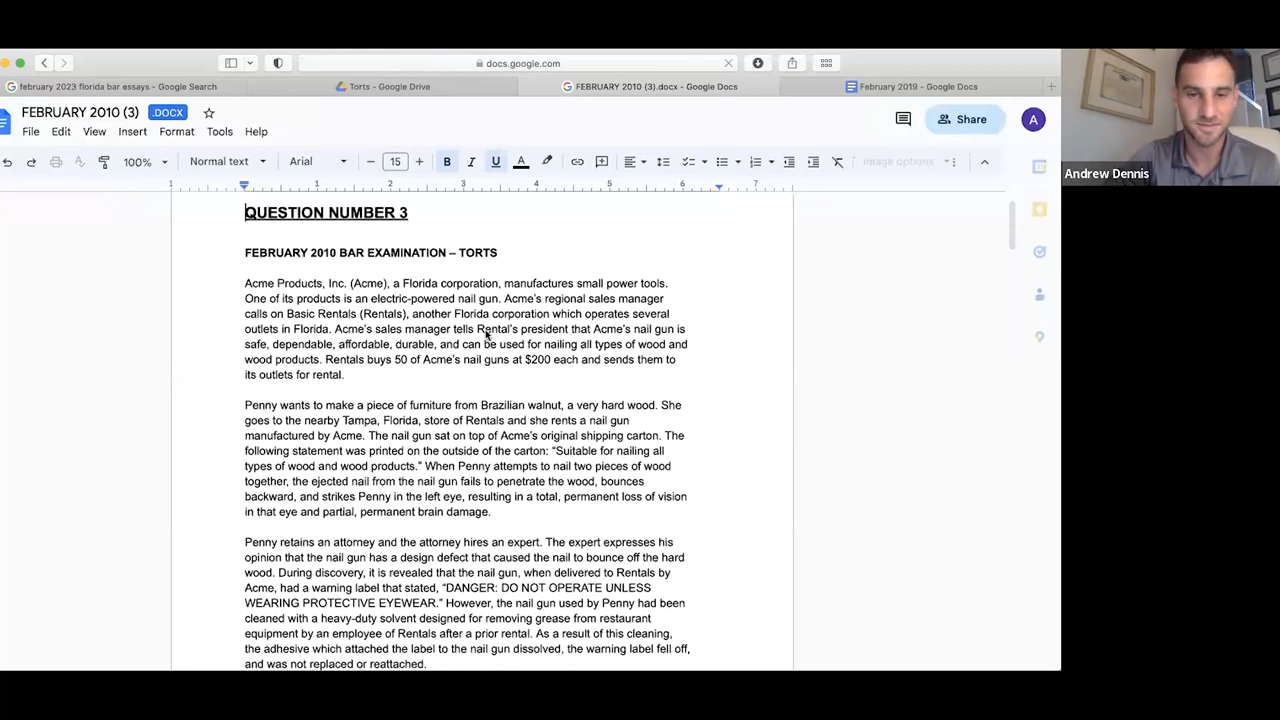 docs.google.com
february 2023 florida bar essays - Google Search
Torts - Google Drive
FEBRUARY 2010 (3).docx - Google Docs
February 2019 - Google Docs
FEBRUARY 2010 (3) .DOCX
File Edit View Insert Format Tools Help
Share
A
100% Normal text Arial 15 B I U A Image options
1 1 2 3 4 5 6 7
Andrew Dennis
QUESTION NUMBER 3
FEBRUARY 2010 BAR EXAMINATION – TORTS
Acme Products, Inc. (Acme), a Florida corporation, manufactures small power tools.
One of its products is an electric-powered nail gun. Acme's regional sales manager
calls on Basic Rentals (Rentals), another Florida corporation which operates several
outlets in Florida. Acme's sales manager tells Rental's president that Acme's nail gun is
safe, dependable, affordable, durable, and can be used for nailing all types of wood and
wood products. Rentals buys 50 of Acme's nail guns at $200 each and sends them to
its outlets for rental.
Penny wants to make a piece of furniture from Brazilian walnut, a very hard wood. She
goes to the nearby Tampa, Florida, store of Rentals and she rents a nail gun
manufactured by Acme. The nail gun sat on top of Acme's original shipping carton. The
following statement was printed on the outside of the carton: “Suitable for nailing all
types of wood and wood products.” When Penny attempts to nail two pieces of wood
together, the ejected nail from the nail gun fails to penetrate the wood, bounces
backward, and strikes Penny in the left eye, resulting in a total, permanent loss of vision
in that eye and partial, permanent brain damage.
Penny retains an attorney and the attorney hires an expert. The expert expresses his
opinion that the nail gun has a design defect that caused the nail to bounce off the hard
wood. During discovery, it is revealed that the nail gun, when delivered to Rentals by
Acme, had a warning label that stated, “DANGER: DO NOT OPERATE UNLESS
WEARING PROTECTIVE EYEWEAR.” However, the nail gun used by Penny had been
cleaned with a heavy-duty solvent designed for removing grease from restaurant
equipment by an employee of Rentals after a prior rental. As a result of this cleaning,
the adhesive which attached the label to the nail gun dissolved, the warning label fell off,
and was not replaced or reattached.